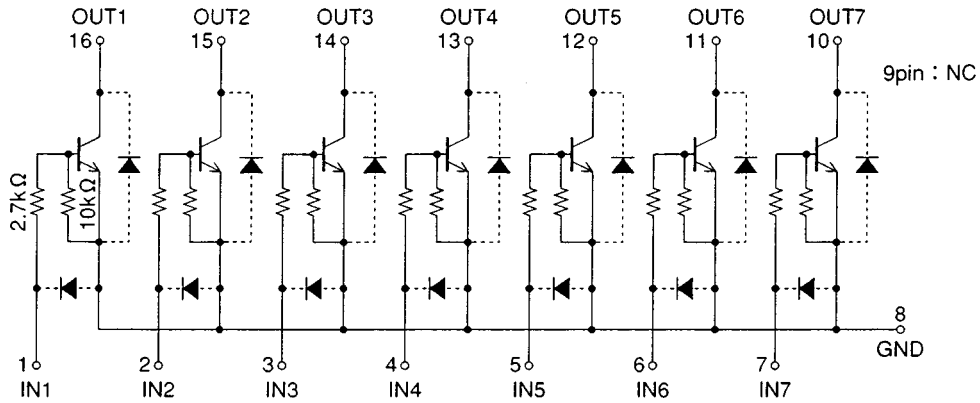 OUT1 OUT2 OUT3 OUT4 OUT5 OUT6 OUT7
16 15 14 13 12 11 10
9pin : NC
2.7kΩ
10kΩ
8
GND
1 2 3 4 5 6 7
IN1 IN2 IN3 IN4 IN5 IN6 IN7